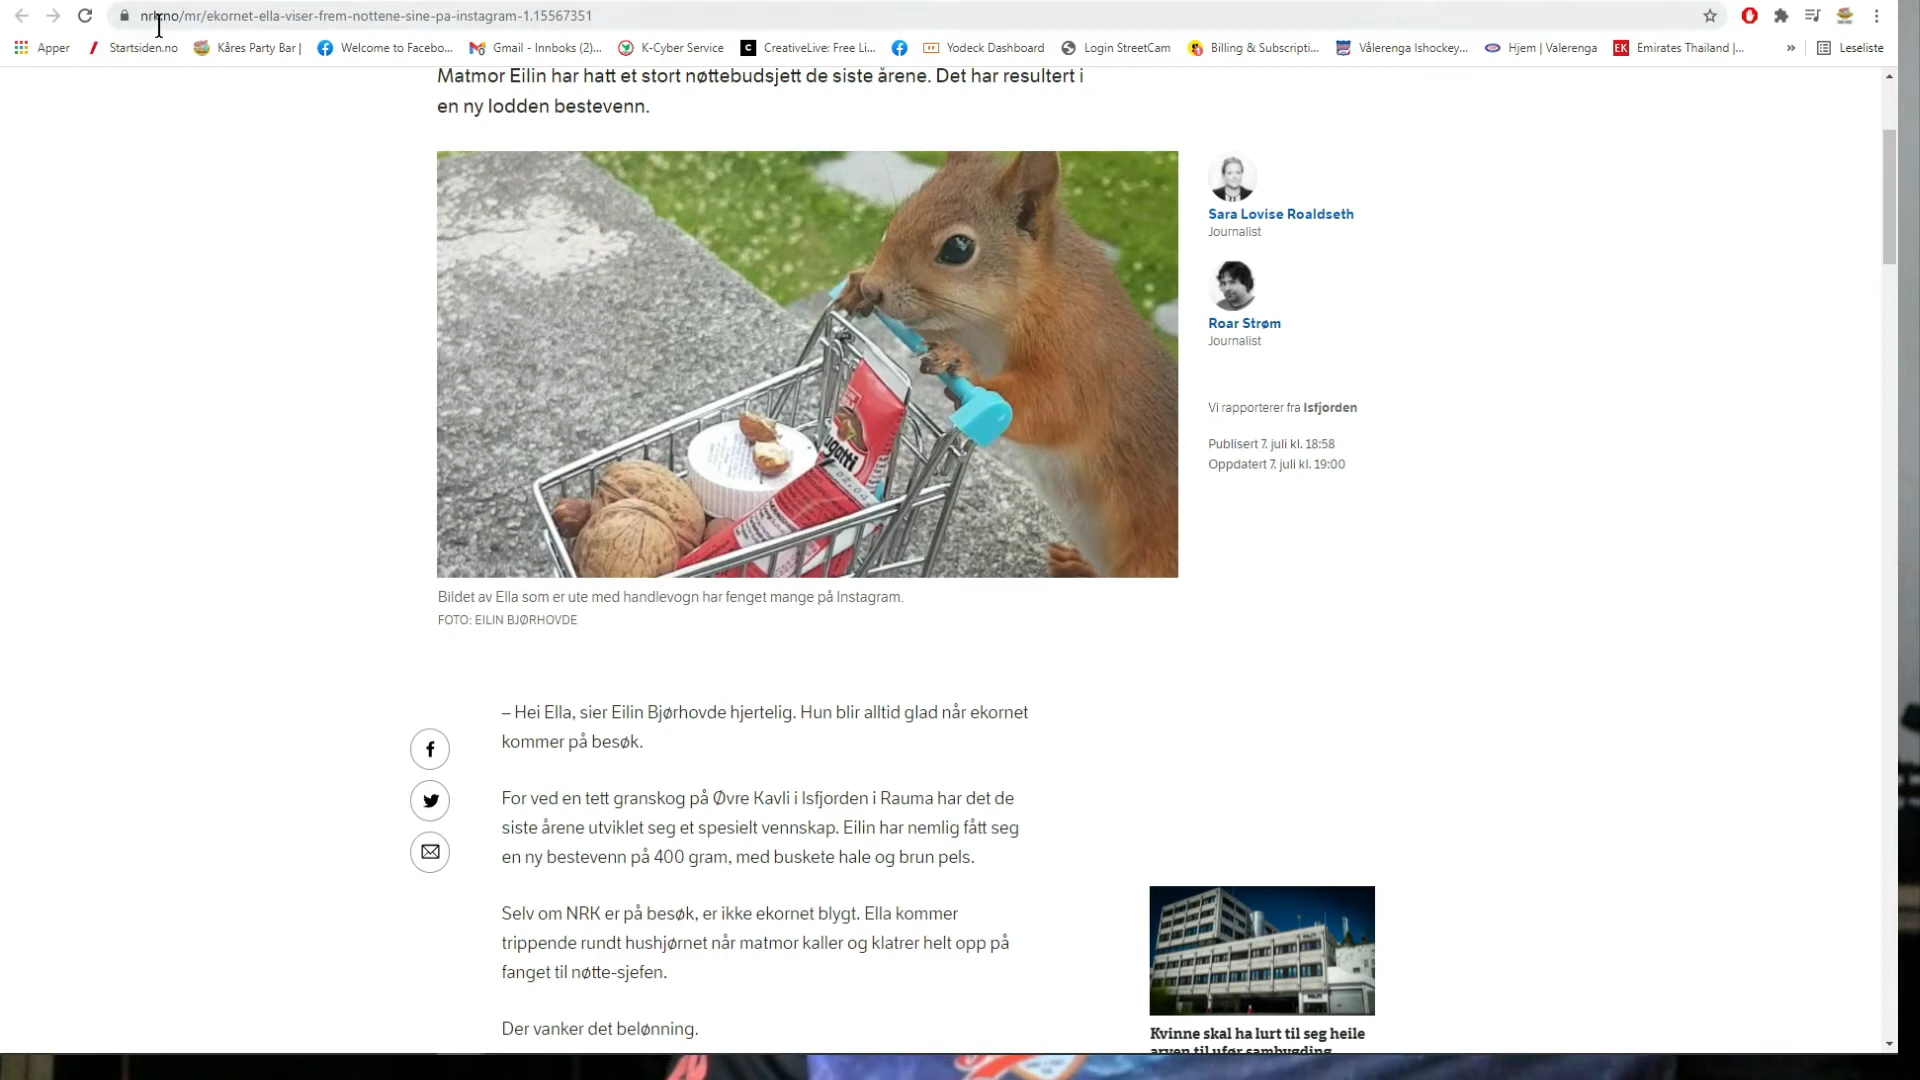 nrk.no/mr/ekornet-ella-viser-frem-nottene-sine-pa-instagram-1.15567351
Apper
Startsiden.no
Kåres Party Bar |
Welcome to Facebo...
Gmail - Innboks (2)...
K-Cyber Service
CreativeLive: Free Li...
Yodeck Dashboard
Login StreetCam
Billing & Subscripti...
Vålerenga Ishockey...
Hjem | Valerenga
EK
Emirates Thailand |...
»
Leseliste
Matmor Eilin har hatt et stort nøttebudsjett de siste årene. Det har resultert i
en ny lodden bestevenn.
ugatti
02.04
Sara Lovise Roaldseth
Journalist
Roar Strøm
Journalist
Vi rapporterer fra Isfjorden
Publisert 7. juli kl. 18:58
Oppdatert 7. juli kl. 19:00
Bildet av Ella som er ute med handlevogn har fenget mange på Instagram.
FOTO: EILIN BJØRHOVDE
– Hei Ella, sier Eilin Bjørhovde hjertelig. Hun blir alltid glad når ekornet
kommer på besøk.
For ved en tett granskog på Øvre Kavli i Isfjorden i Rauma har det de
siste årene utviklet seg et spesielt vennskap. Eilin har nemlig fått seg
en ny bestevenn på 400 gram, med buskete hale og brun pels.
Selv om NRK er på besøk, er ikke ekornet blygt. Ella kommer
trippende rundt hushjørnet når matmor kaller og klatrer helt opp på
fanget til nøtte-sjefen.
Der vanker det belønning.
POLITI
Kvinne skal ha lurt til seg heile
arven til ufør sambygding